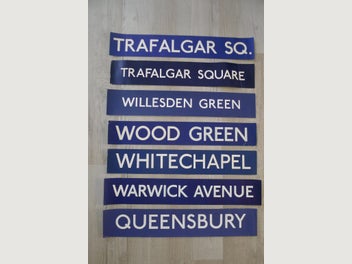 TRAFALGAR SQ.
TRAFALGAR SQUARE
WILLESDEN GREEN
WOOD GREEN
WHITECHAPEL
WARWICK AVENUE
QUEENSBURY